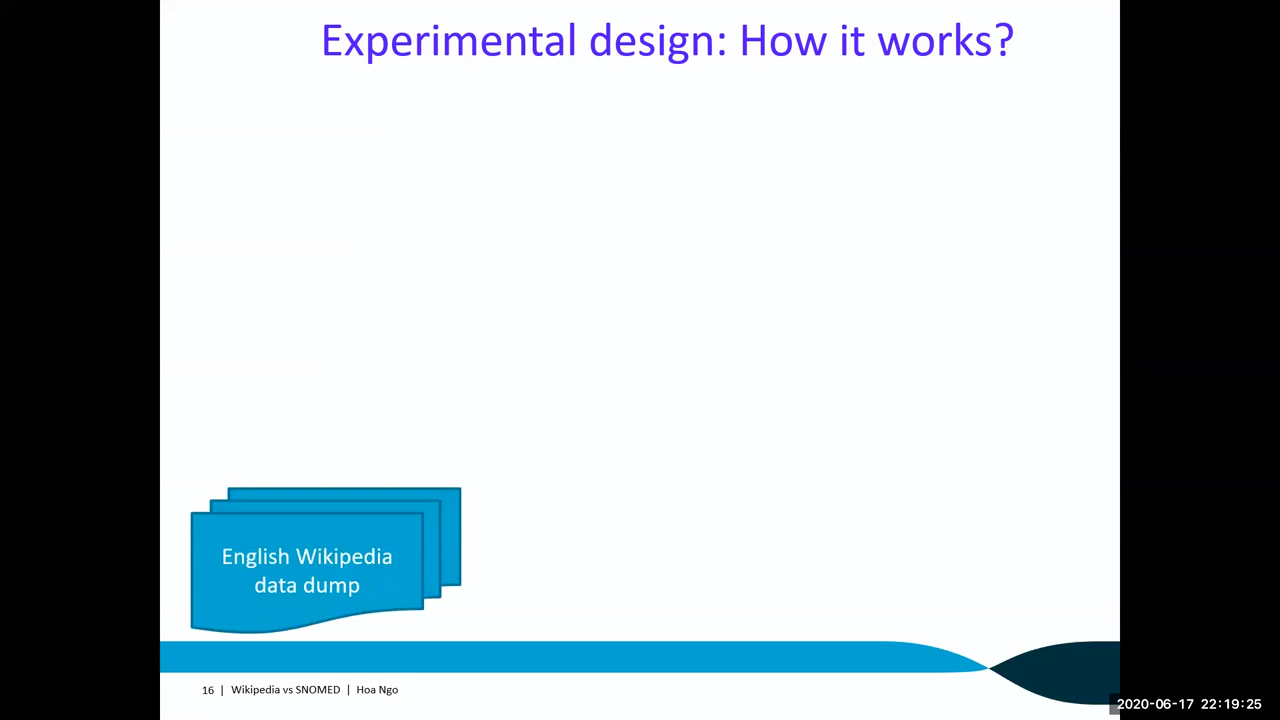 Experimental design: How it works?
English Wikipedia
data dump
16 | Wikipedia vs SNOMED | Hoa Ngo
2020-06-17 22:19:25